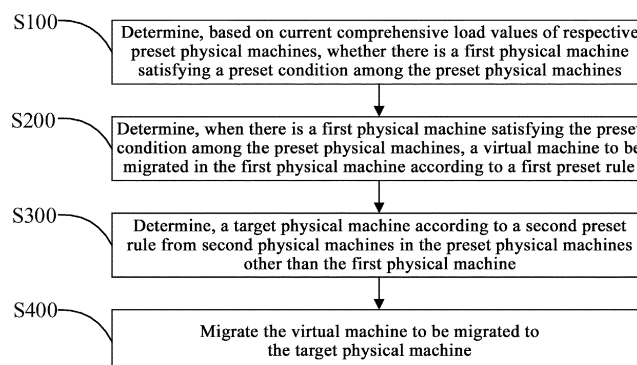 S100
Determine, based on current comprehensive load values of respective
preset physical machines, whether there is a first physical machine
satisfying a preset condition among the preset physical machines
S200
Determine, when there is a first physical machine satisfying the preset
condition among the preset physical machines, a virtual machine to be
migrated in the first physical machine according to a first preset rule
S300
Determine, a target physical machine according to a second preset
rule from second physical machines in the preset physical machines
other than the first physical machine
S400
Migrate the virtual machine to be migrated to
the target physical machine